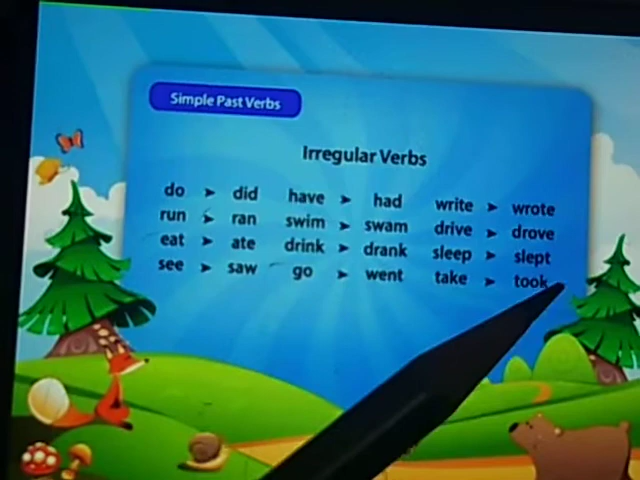 Simple Past Verbs
Irregular Verbs
do ➤ did have ➤ had write ➤ wrote
run ➤ ran swim ➤ swam drive ➤ drove
eat ➤ ate drink ➤ drank sleep ➤ slept
see ➤ saw go ➤ went take ➤ took